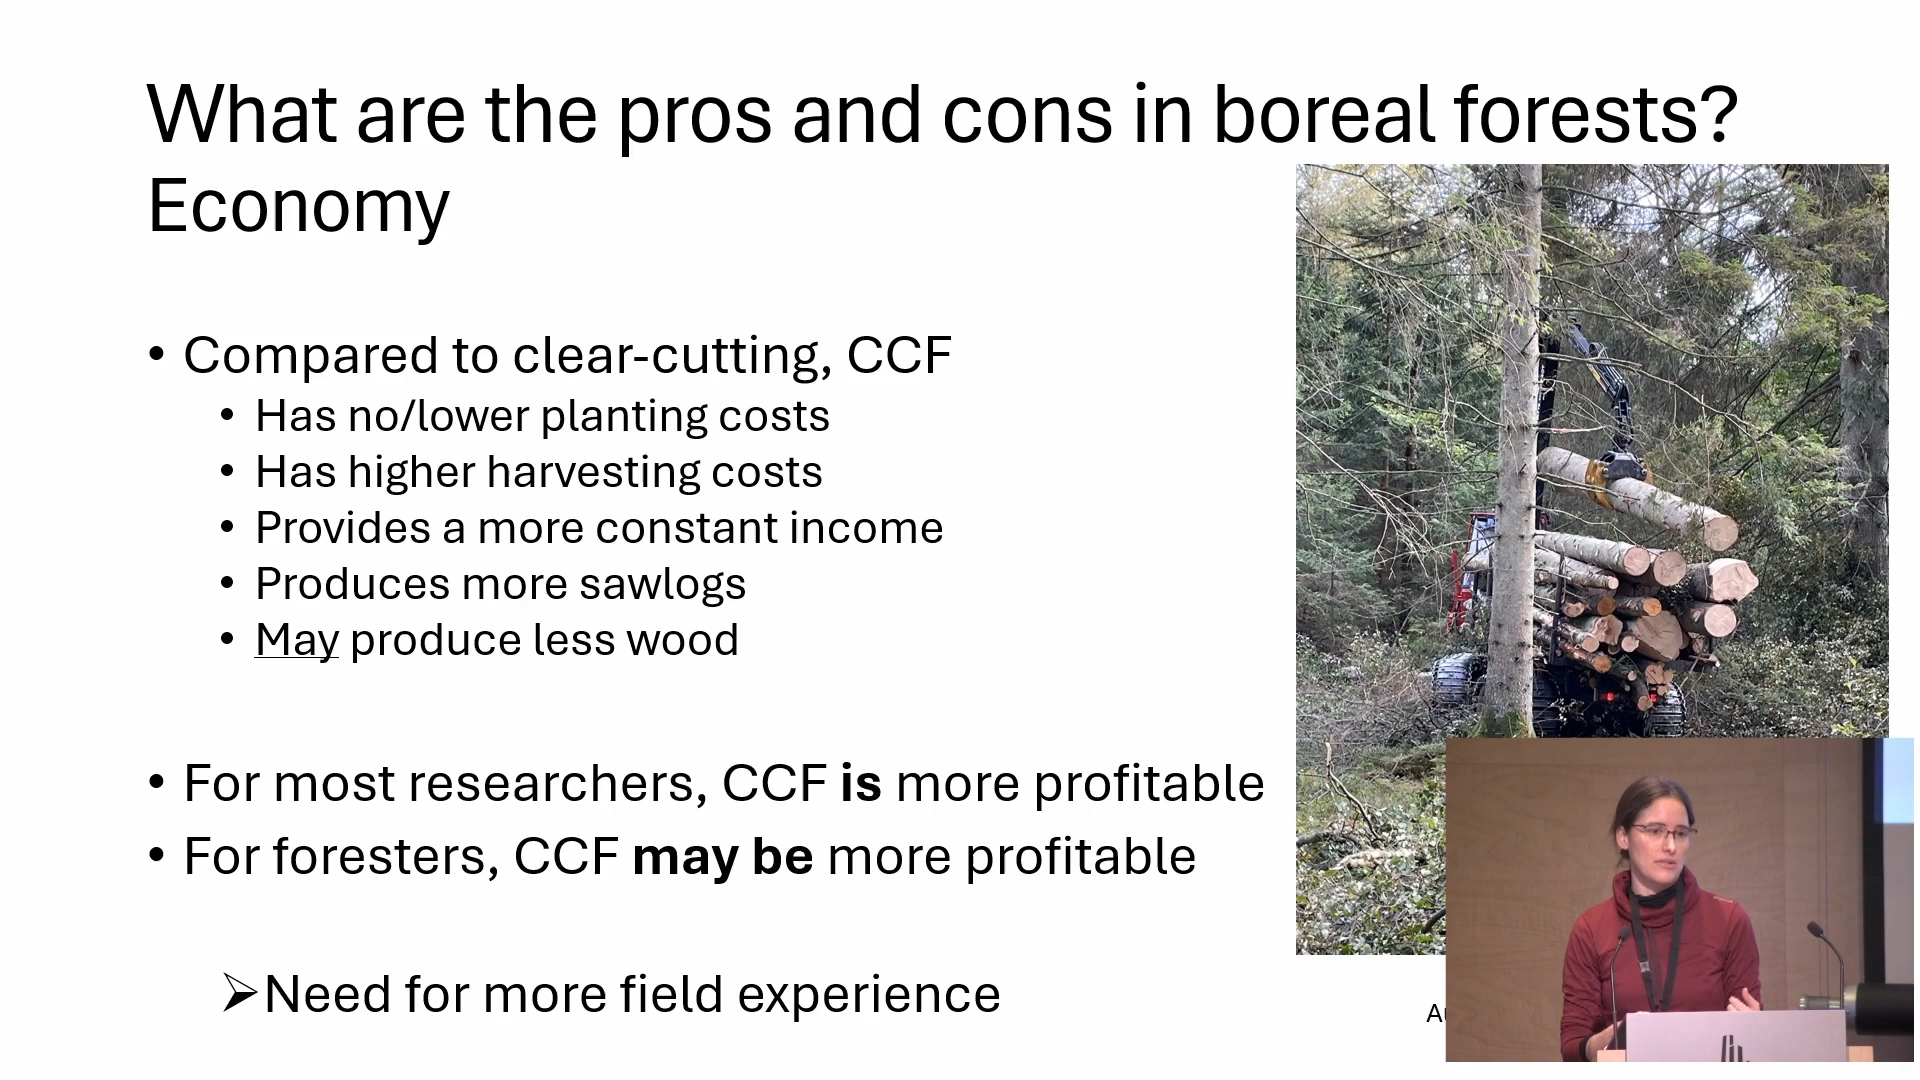 What are the pros and cons in boreal forests?
Economy
• Compared to clear-cutting, CCF
• Has no/lower planting costs
• Has higher harvesting costs
• Provides a more constant income
• Produces more sawlogs
• May produce less wood
• For most researchers, CCF is more profitable
• For foresters, CCF may be more profitable
➢Need for more field experience